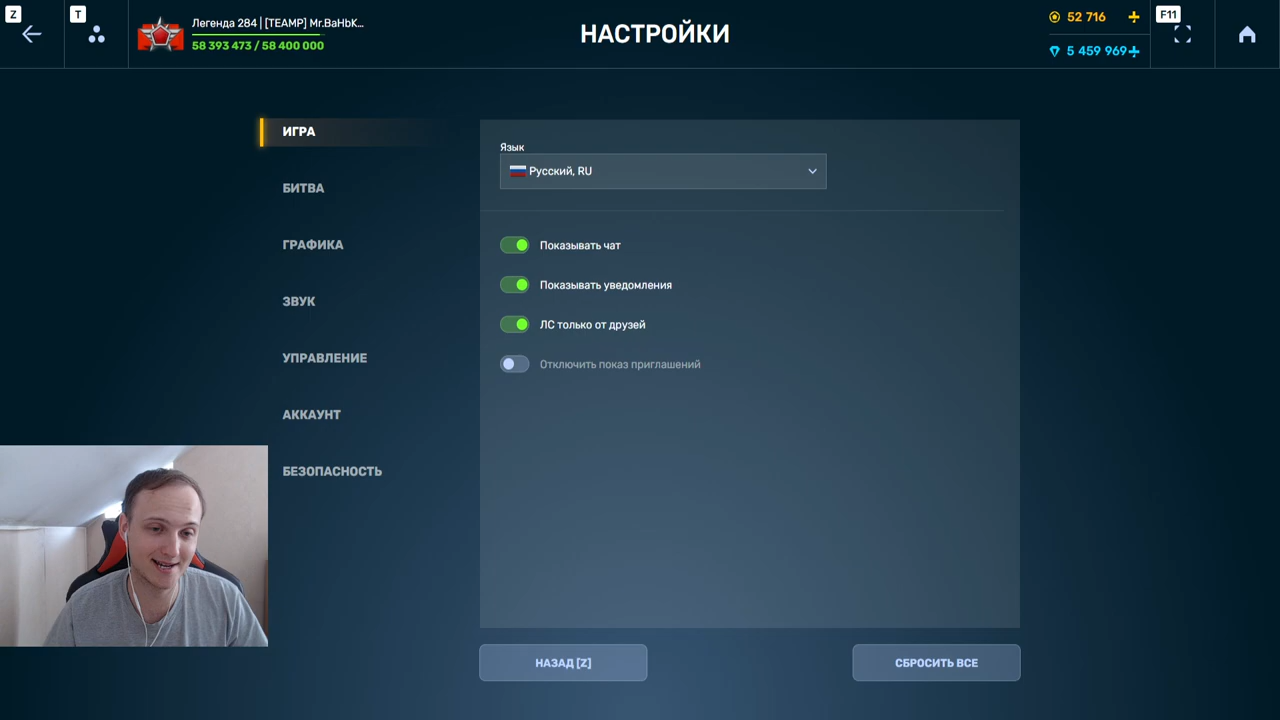 Z
T
Легенда 284 | [TEAMP] Mr.BaHbK...
58 393 473 / 58 400 000
НАСТРОЙКИ
52 716
5 459 969
F11
ИГРА
БИТВА
ГРАФИКА
ЗВУК
УПРАВЛЕНИЕ
АККАУНТ
БЕЗОПАСНОСТЬ
Язык
Русский, RU
Показывать чат
Показывать уведомления
ЛС только от друзей
Отключить показ приглашений
НАЗАД [Z]
СБРОСИТЬ ВСЕ